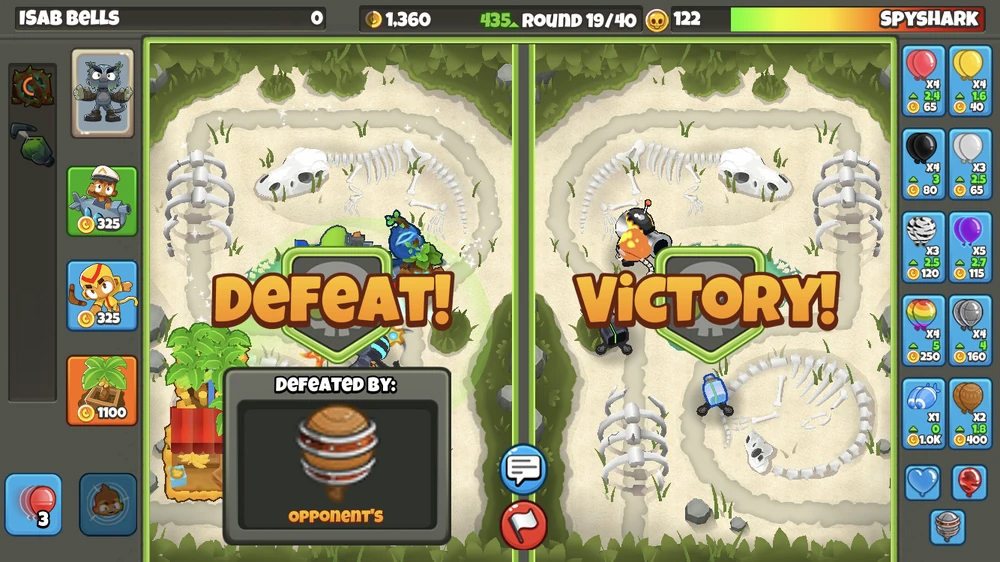 ISAB BELLS
0
1,360
435
ROUND 19/40
122
SPYSHARK
325
325
1100
3
DEFEAT!
VICTORY!
DEFEATED BY:
OPPONENT'S
X4
2.4
65
X4
1.6
40
X4
3
80
X3
2.5
65
X3
2.5
120
X5
2.7
115
X4
5
250
X4
4
160
X1
0
1.0K
X2
1.8
400